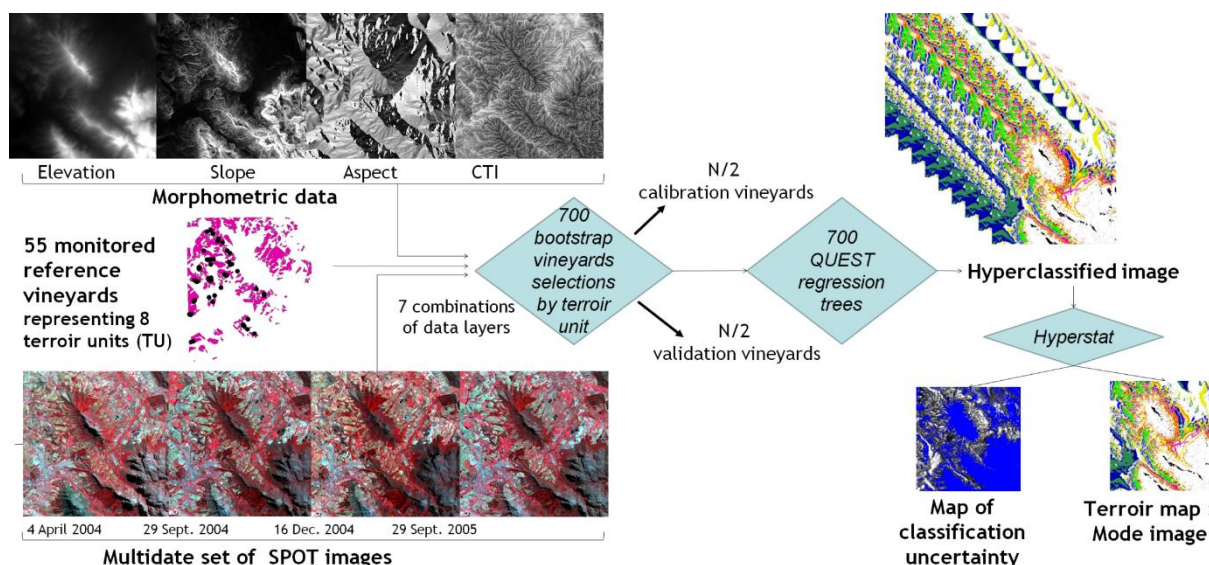 Elevation Slope Aspect CTI
Morphometric data
55 monitored
reference
vineyards
representing 8
terroir units (TU)
7 combinations
of data layers
4 April 2004 29 Sept. 2004 16 Dec. 2004 29 Sept. 2005
Multidate set of SPOT images
700
bootstrap
vineyards
selections
by terroir
unit
N/2
calibration vineyards
N/2
validation vineyards
700
QUEST
regression
trees
Hyperclassified image
Hyperstat
Map of
classification
uncertainty
Terroir map :
Mode image